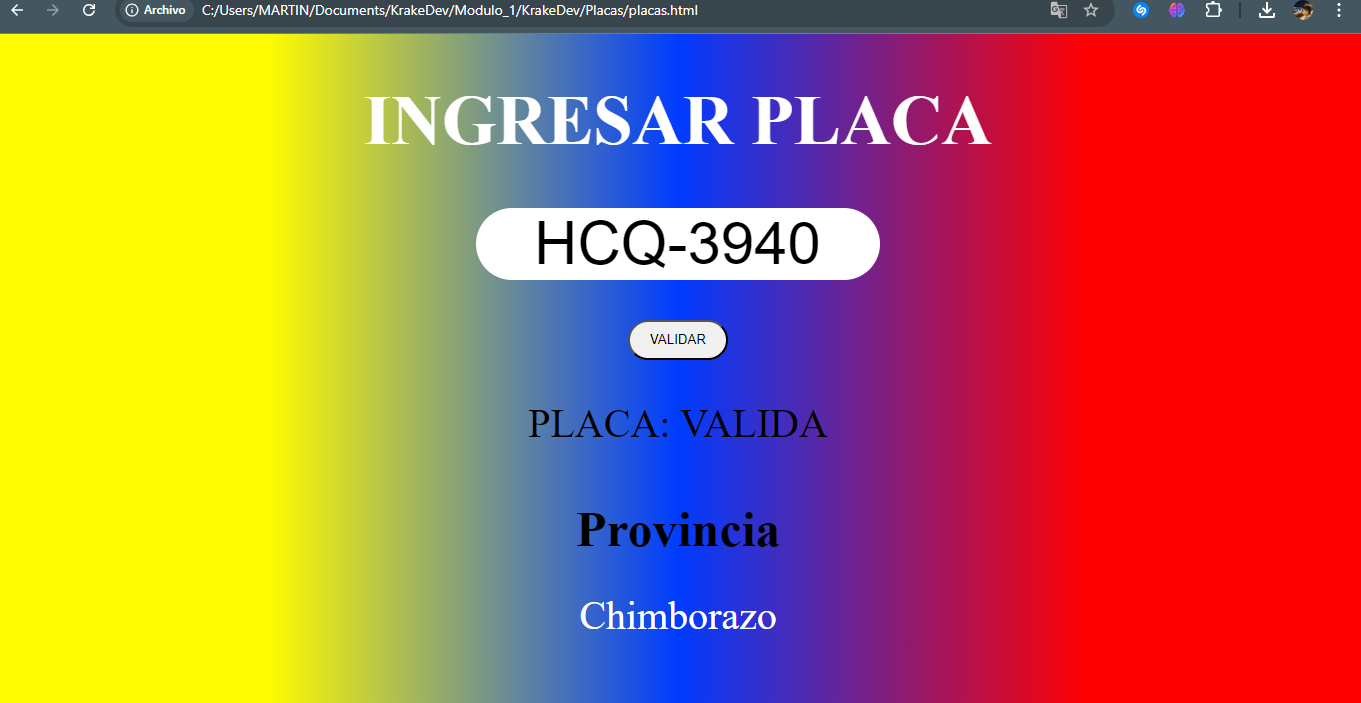 Archivo C:/Users/MARTIN/Documents/KrakeDev/Modulo_1/KrakeDev/Placas/placas.html
INGRESAR PLACA
HCQ-3940
VALIDAR
PLACA: VALIDA
Provincia
Chimborazo